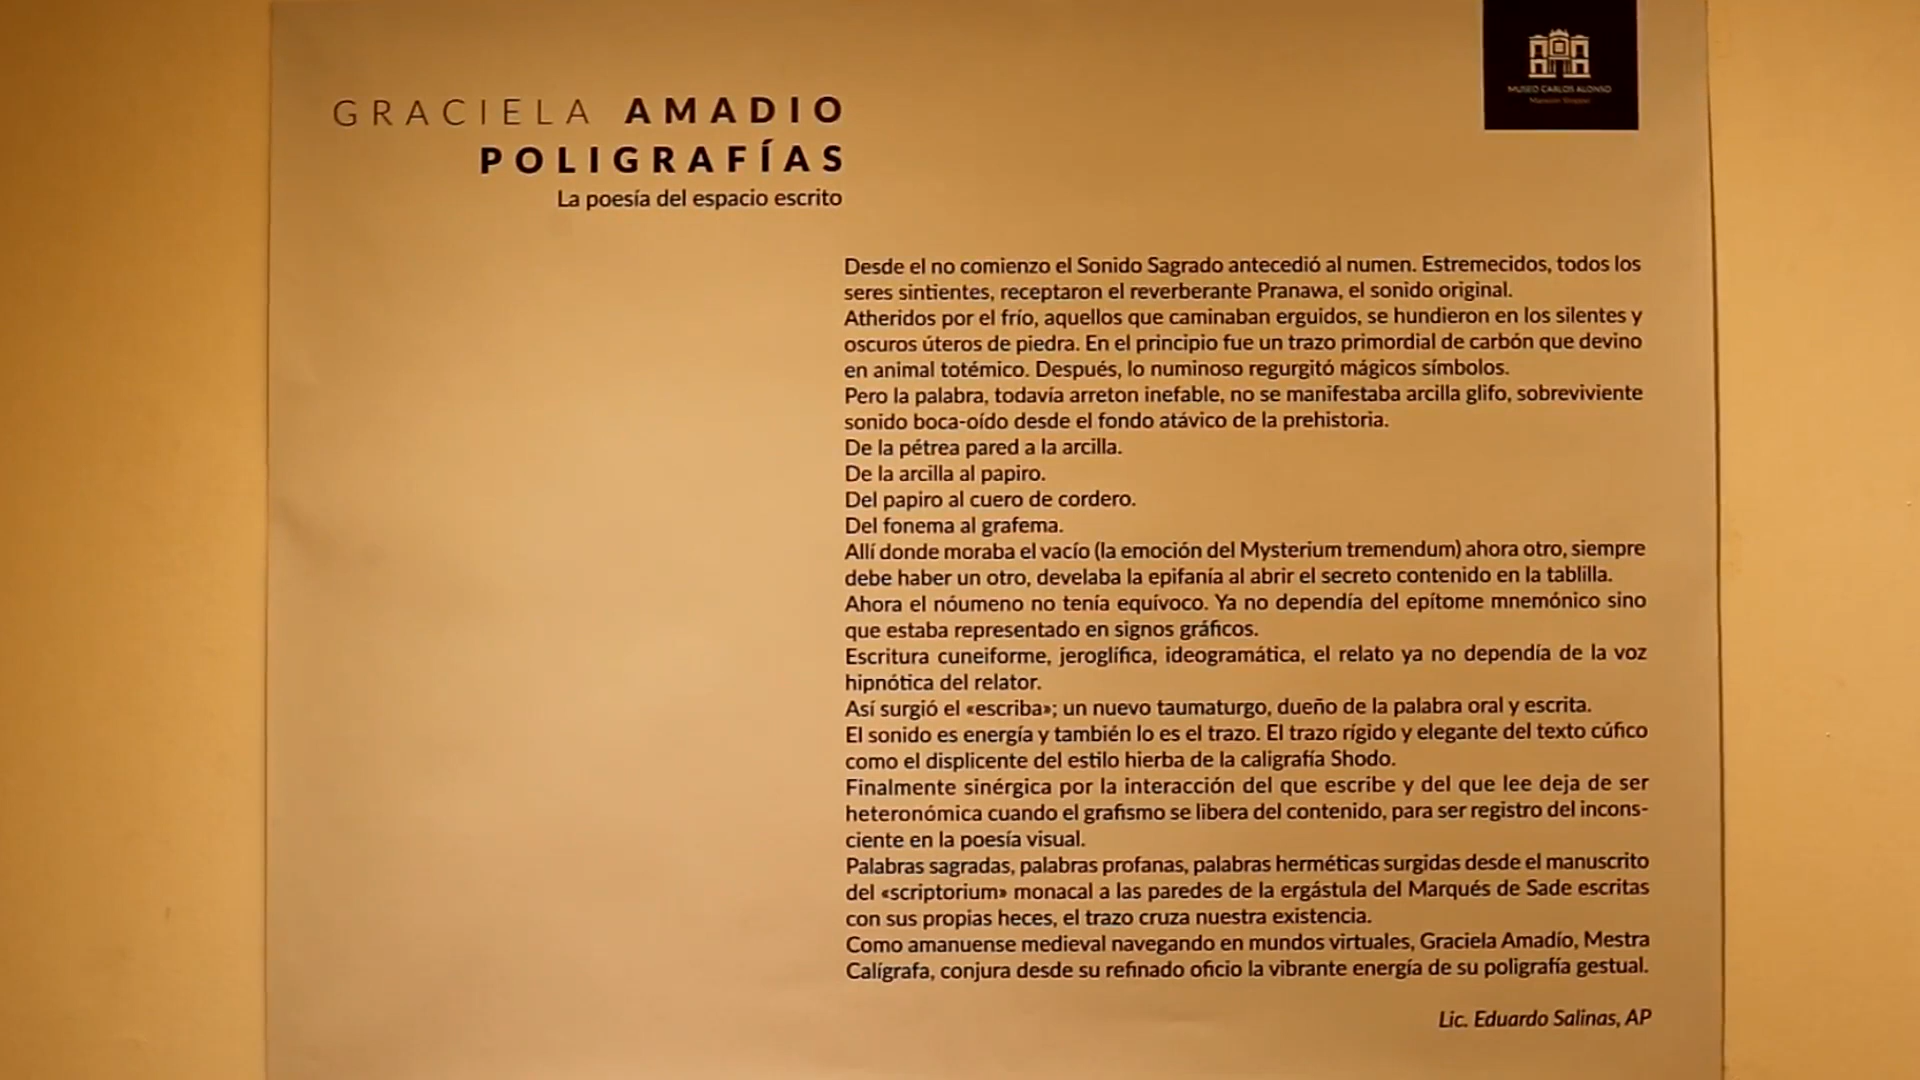 GRACIELA AMADIO
POLIGRAFÍAS
La poesía del espacio escrito
MUSEO CARLOS ALONSO
Mansión Stoppel
Desde el no comienzo el Sonido Sagrado antecedió al numen. Estremecidos, todos los
seres sintientes, receptaron el reverberante Pranawa, el sonido original.
Atheridos por el frío, aquellos que caminaban erguidos, se hundieron en los silentes y
oscuros úteros de piedra. En el principio fue un trazo primordial de carbón que devino
en animal totémico. Después, lo numinoso regurgitó mágicos símbolos.
Pero la palabra, todavía arreton inefable, no se manifestaba arcilla glifo, sobreviviente
sonido boca-oído desde el fondo atávico de la prehistoria.
De la pétrea pared a la arcilla.
De la arcilla al papiro.
Del papiro al cuero de cordero.
Del fonema al grafema.
Allí donde moraba el vacío (la emoción del Mysterium tremendum) ahora otro, siempre
debe haber un otro, develaba la epifanía al abrir el secreto contenido en la tablilla.
Ahora el nóumeno no tenía equívoco. Ya no dependía del epítome mnemónico sino
que estaba representado en signos gráficos.
Escritura cuneiforme, jeroglífica, ideogramática, el relato ya no dependía de la voz
hipnótica del relator.
Así surgió el «escriba»; un nuevo taumaturgo, dueño de la palabra oral y escrita.
El sonido es energía y también lo es el trazo. El trazo rígido y elegante del texto cúfico
como el displicente del estilo hierba de la caligrafía Shodo.
Finalmente sinérgica por la interacción del que escribe y del que lee deja de ser
heteronómica cuando el grafismo se libera del contenido, para ser registro del incons-
ciente en la poesía visual.
Palabras sagradas, palabras profanas, palabras herméticas surgidas desde el manuscrito
del «scriptorium» monacal a las paredes de la ergástula del Marqués de Sade escritas
con sus propias heces, el trazo cruza nuestra existencia.
Como amanuense medieval navegando en mundos virtuales, Graciela Amadío, Mestra
Calígrafa, conjura desde su refinado oficio la vibrante energía de su poligrafía gestual.
Lic. Eduardo Salinas, AP